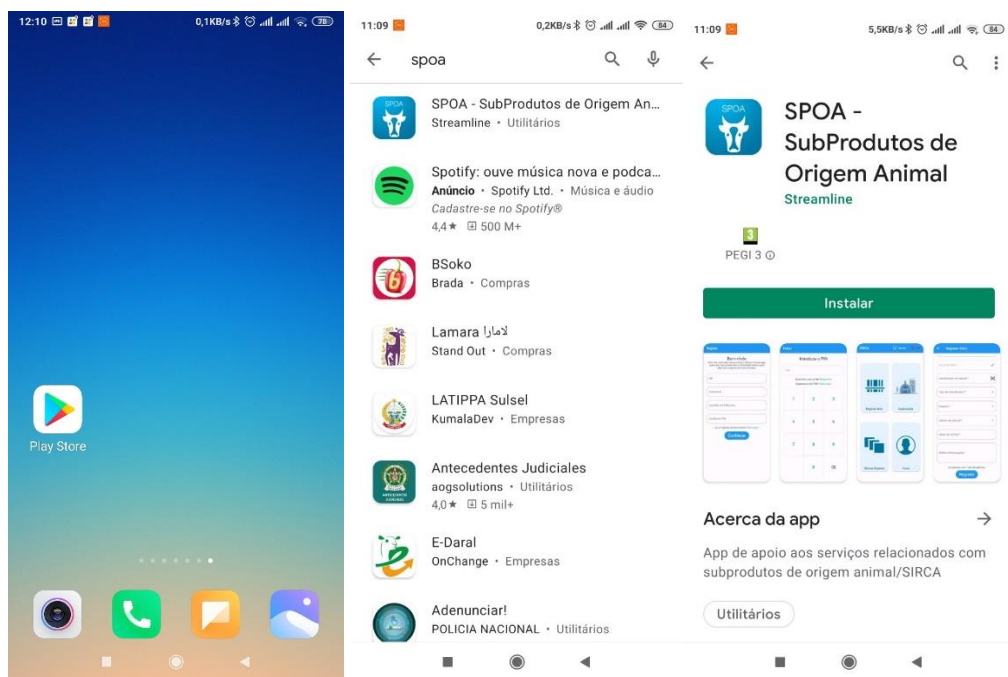 12:10
0,1KB/s
78
Play Store
11:09
0,2KB/s
84
spoa
SPOA
SPOA - SubProdutos de Origem An...
Streamline • Utilitários
Spotify: ouve música nova e podca...
Anúncio • Spotify Ltd. • Música e áudio
Cadastre-se no Spotify®
4,4★ 500 M+
BSoko
Brada • Compras
Lamara لامارا
Stand Out • Compras
LATIPPA Sulsel
KumalaDev • Empresas
Antecedentes Judiciales
aogsolutions • Utilitários
4,0★ 5 mil+
E-Daral
OnChange • Empresas
Adenunciar!
POLICIA NACIONAL • Utilitários
11:09
5,5KB/s
84
SPOA
SPOA -
SubProdutos de
Origem Animal
Streamline
3
PEGI 3
Instalar
Acerca da app
App de apoio aos serviços relacionados com
subprodutos de origem animal/SIRCA
Utilitários